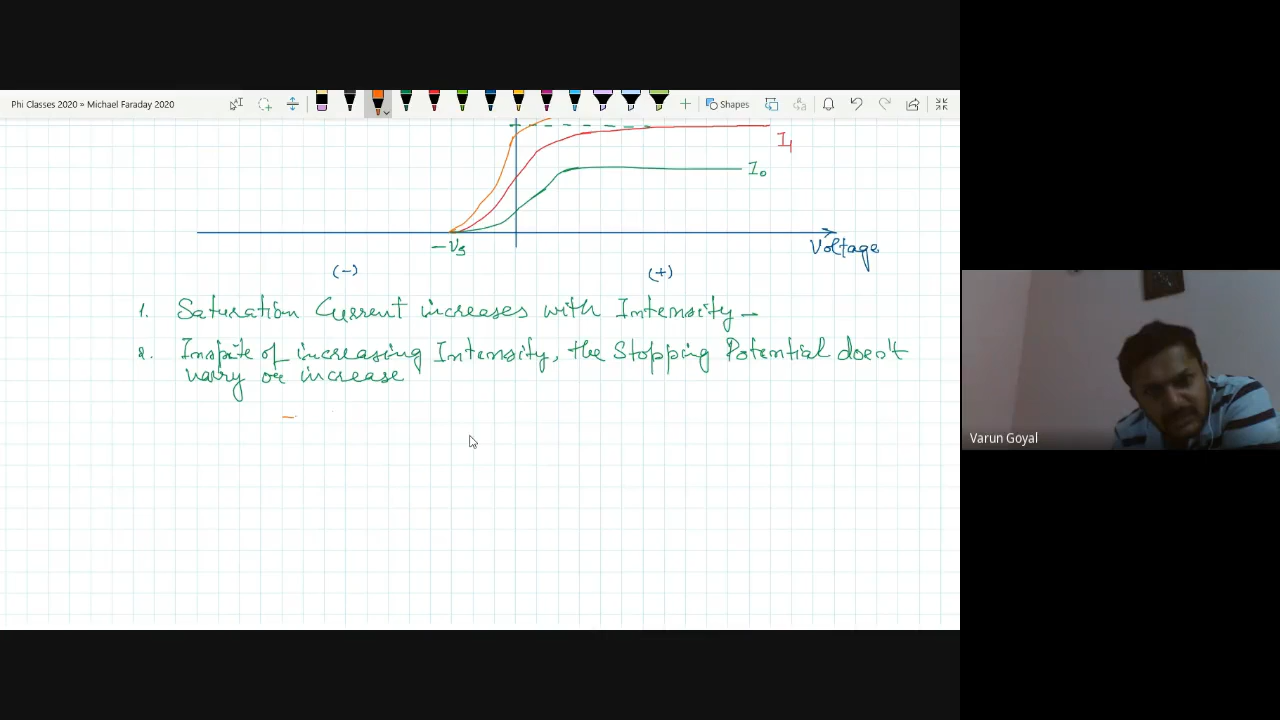 Phi Classes 2020 » Michael Faraday 2020
Shapes
I₁
I₀
-Vs
Voltage
(-)
(+)
1. Saturation Current increases with Intensity -
2. Inspite of increasing Intensity, the Stopping Potential doesn't
varry or increase
Varun Goyal